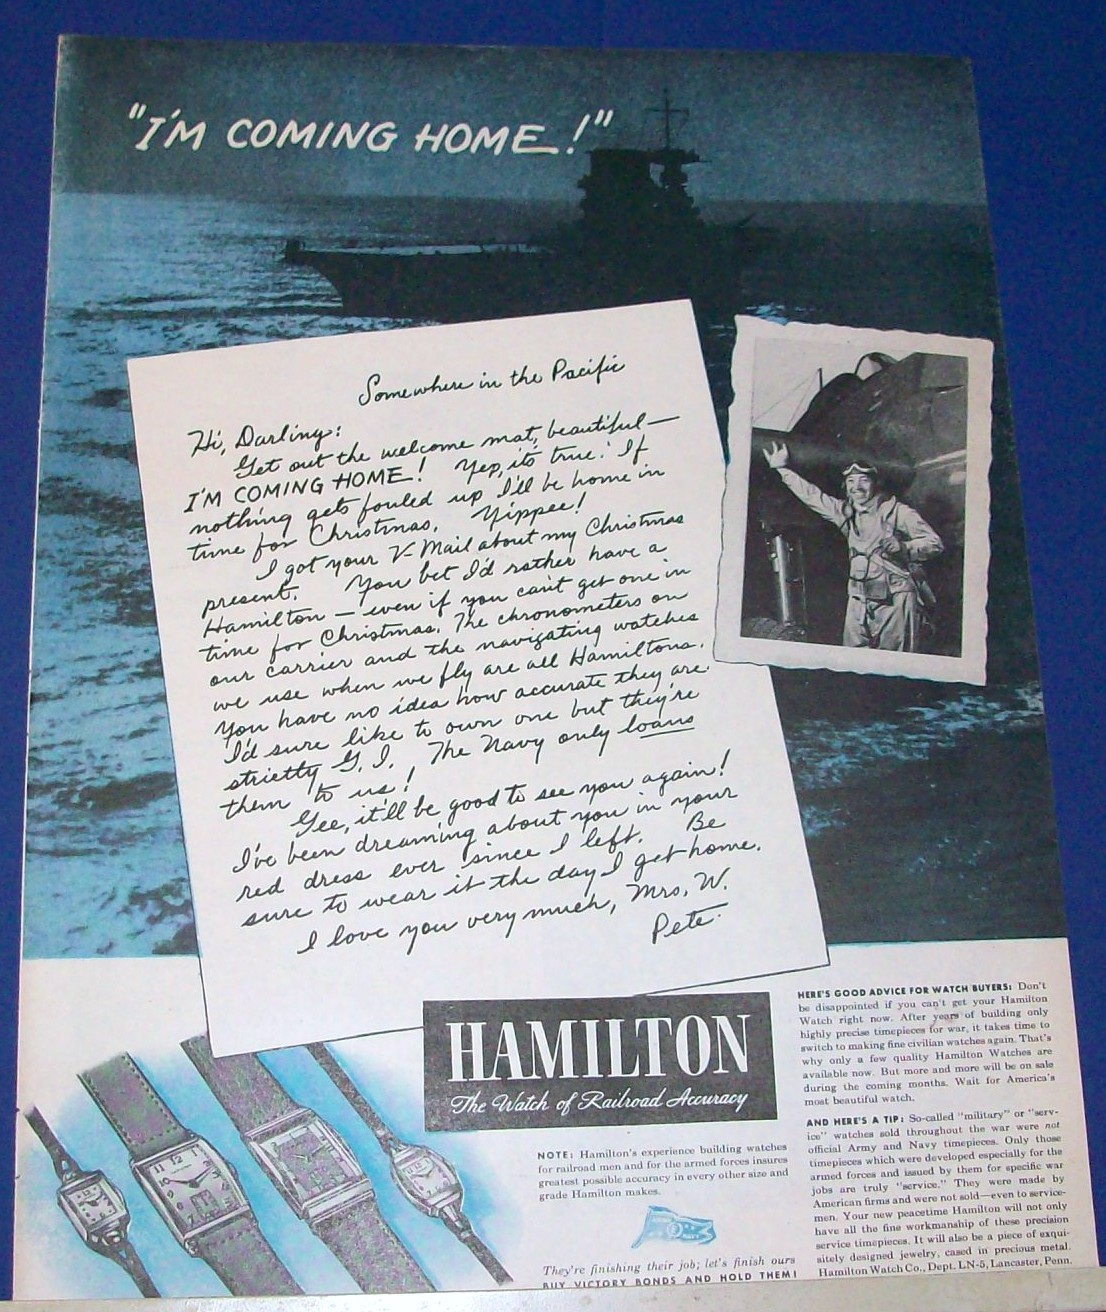 "I'M COMING HOME!"
Somewhere in the Pacific
Hi, Darling:
Get out the welcome mat, beautiful—
I'M COMING HOME! Yep, it's true! If
nothing gets fouled up I'll be home in
time for Christmas. Yippee!
I got your V-Mail about my Christmas
present. You bet I'd rather have a
Hamilton — even if you can't get one in
time for Christmas. The chronometers on
our carrier and the navigating watches
we use when we fly are all Hamiltons.
You have no idea how accurate they are.
I'd sure like to own one but they're
strictly G.I. The Navy only loans
them to us!
Gee, it'll be good to see you again!
I've been dreaming about you in your
red dress ever since I left. Be
sure to wear it the day I get home.
I love you very much, Mrs. W.
Pete.
HAMILTON
The Watch of Railroad Accuracy
NOTE: Hamilton's experience building watches
for railroad men and for the armed forces insures
greatest possible accuracy in every other size and
grade Hamilton makes.
They're finishing their job; let's finish ours
BUY VICTORY BONDS AND HOLD THEM!
HERE'S GOOD ADVICE FOR WATCH BUYERS: Don't
be disappointed if you can't get your Hamilton
Watch right now. After years of building only
highly precise timepieces for war, it takes time to
switch to making fine civilian watches again. That's
why only a few quality Hamilton Watches are
available now. But more and more will be on sale
during the coming months. Wait for America's
most beautiful watch.
AND HERE'S A TIP: So-called "military" or "serv-
ice" watches sold throughout the war were not
official Army and Navy timepieces. Only those
timepieces which were developed especially for the
armed forces and issued by them for specific war
jobs are truly "service." They were made by
American firms and were not sold—even to service-
men. Your new peacetime Hamilton will not only
have all the fine workmanship of these precision
service timepieces. It will also be a piece of exqui-
sitely designed jewelry, cased in precious metal.
Hamilton Watch Co., Dept. LN-5, Lancaster, Penn.